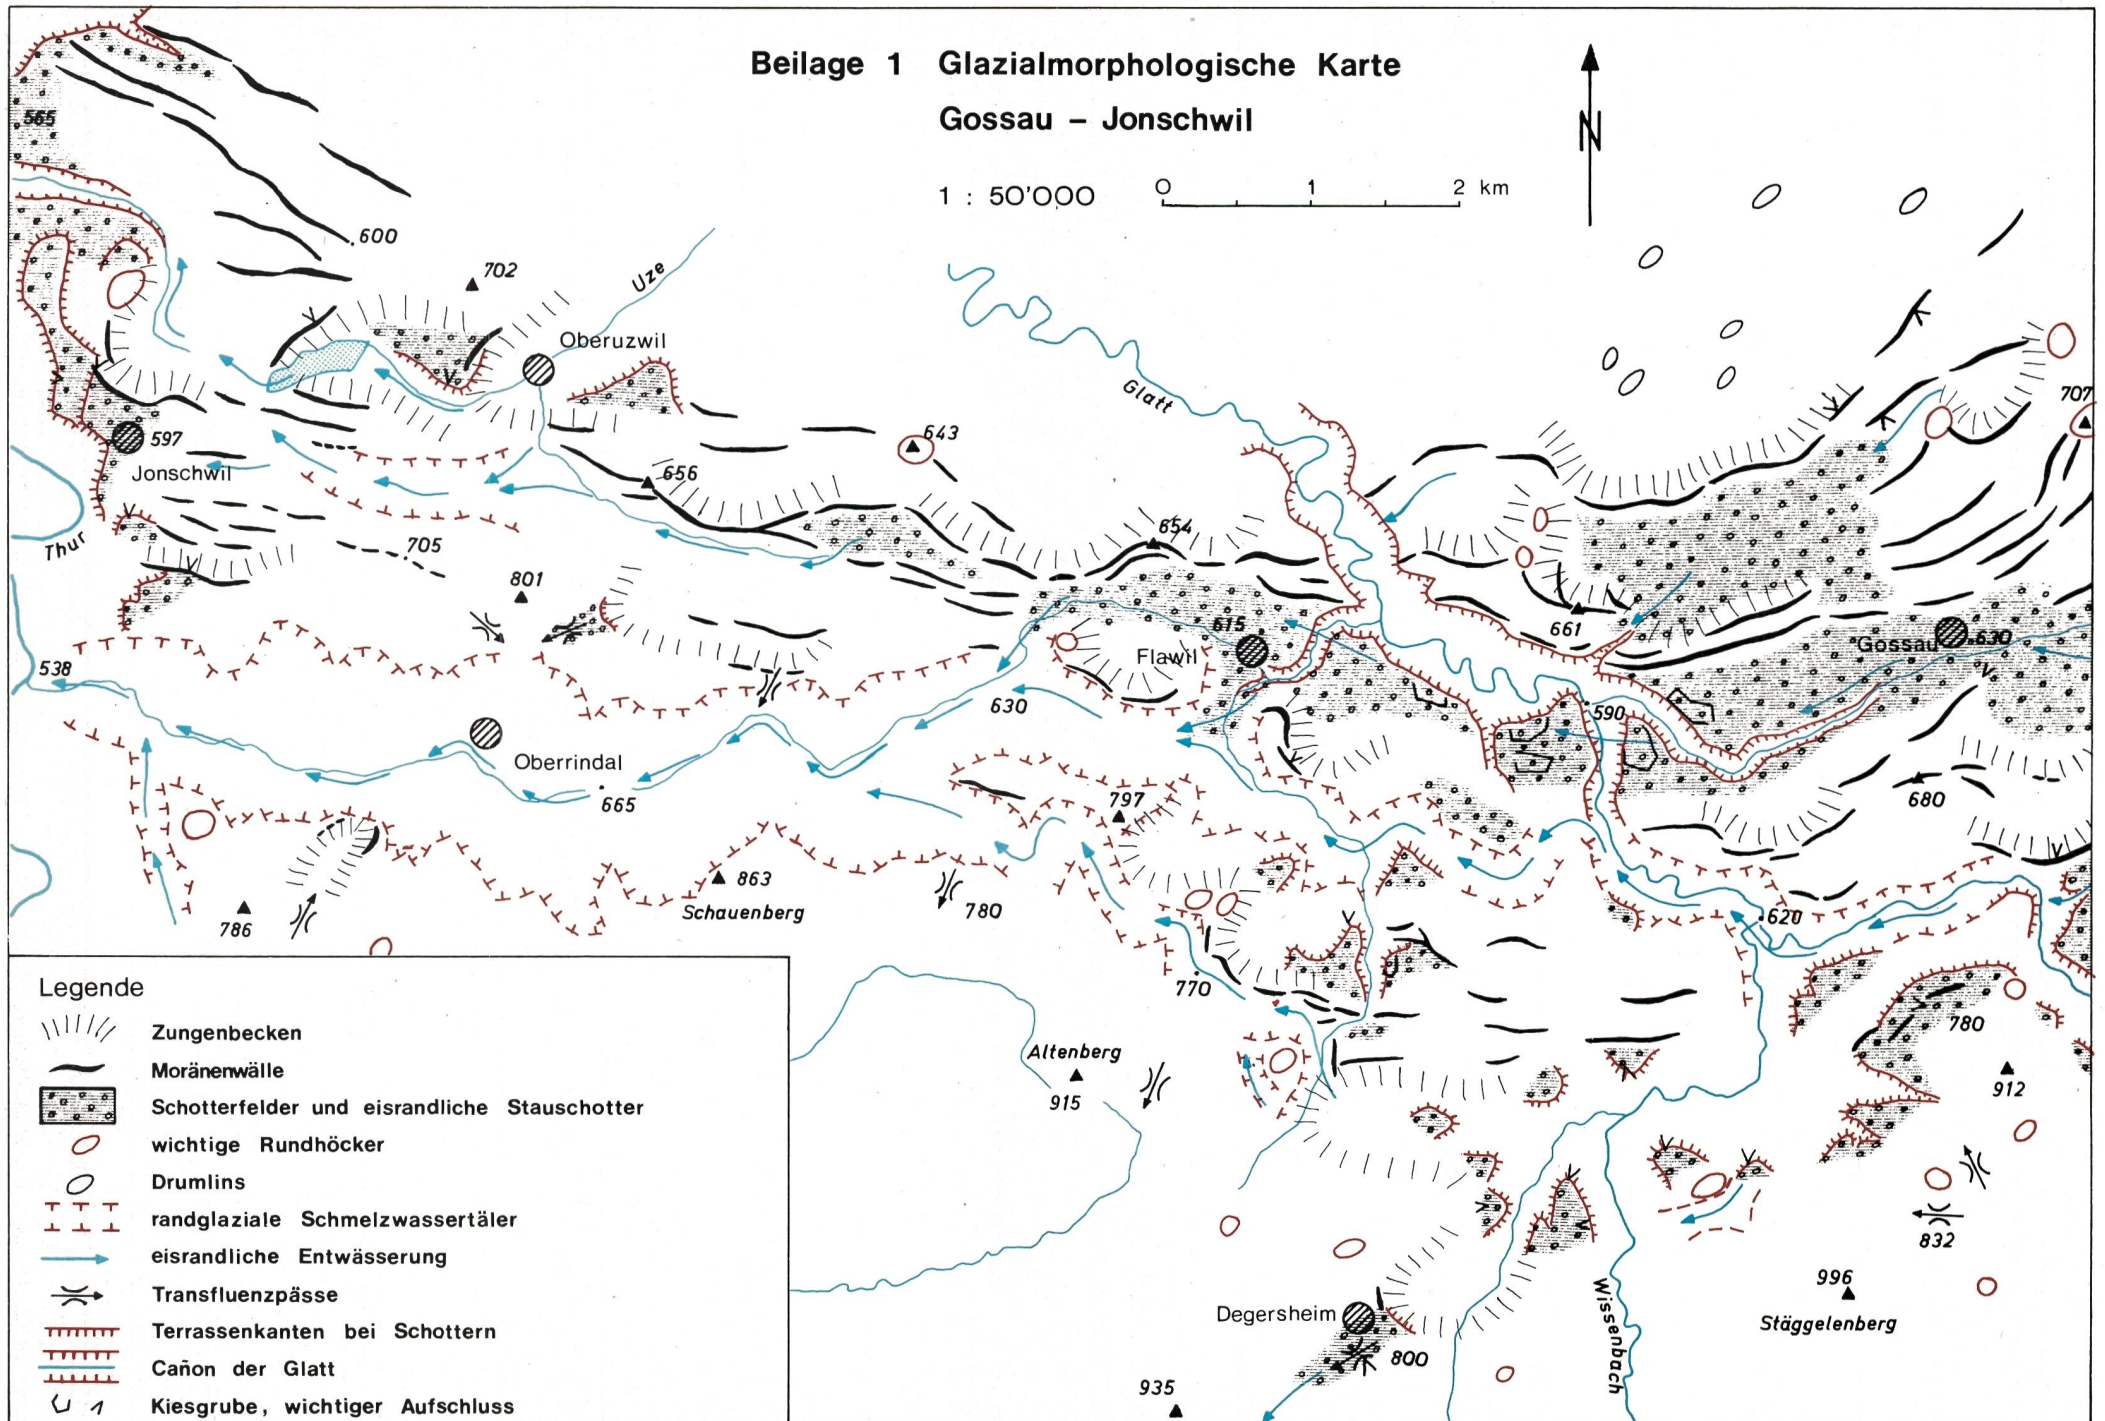 Beilage 1 Glazialmorphologische Karte
Gossau – Jonschwil
1 : 50'000
0 1 2 km
N
565
600
702
Uze
Oberuzwil
Glatt
707
597
Jonschwil
643
656
654
Thur
705
801
661
615
Flawil
Gossau
630
538
630
590
Oberrindal
665
797
680
863
Schauenberg
780
786
620
770
780
Altenberg
915
912
832
996
Stäggelenberg
Wissenbach
Degersheim
800
935
Legende
Zungenbecken
Moränenwälle
Schotterfelder und eisrandliche Stauschotter
wichtige Rundhöcker
Drumlins
randglaziale Schmelzwassertäler
eisrandliche Entwässerung
Transfluenzpässe
Terrassenkanten bei Schottern
Cañon der Glatt
Kiesgrube, wichtiger Aufschluss